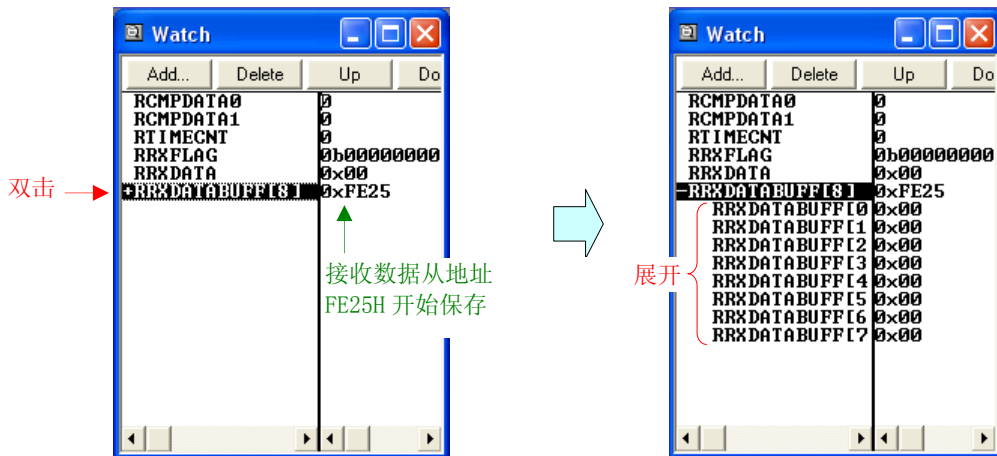 Watch
Add... Delete Up Do
RCMPDATA0 0
RCMPDATA1 0
RTIMECNT 0
RRXFLAG 0b00000000
RRXDATA 0x00
+RRXDATABUFF[8] 0xFE25
双击
接收数据从地址
FE25H 开始保存
Watch
Add... Delete Up Do
RCMPDATA0 0
RCMPDATA1 0
RTIMECNT 0
RRXFLAG 0b00000000
RRXDATA 0x00
-RRXDATABUFF[8] 0xFE25
RRXDATABUFF[0 0x00
RRXDATABUFF[1 0x00
RRXDATABUFF[2 0x00
RRXDATABUFF[3 0x00
RRXDATABUFF[4 0x00
RRXDATABUFF[5 0x00
RRXDATABUFF[6 0x00
RRXDATABUFF[7 0x00
展开